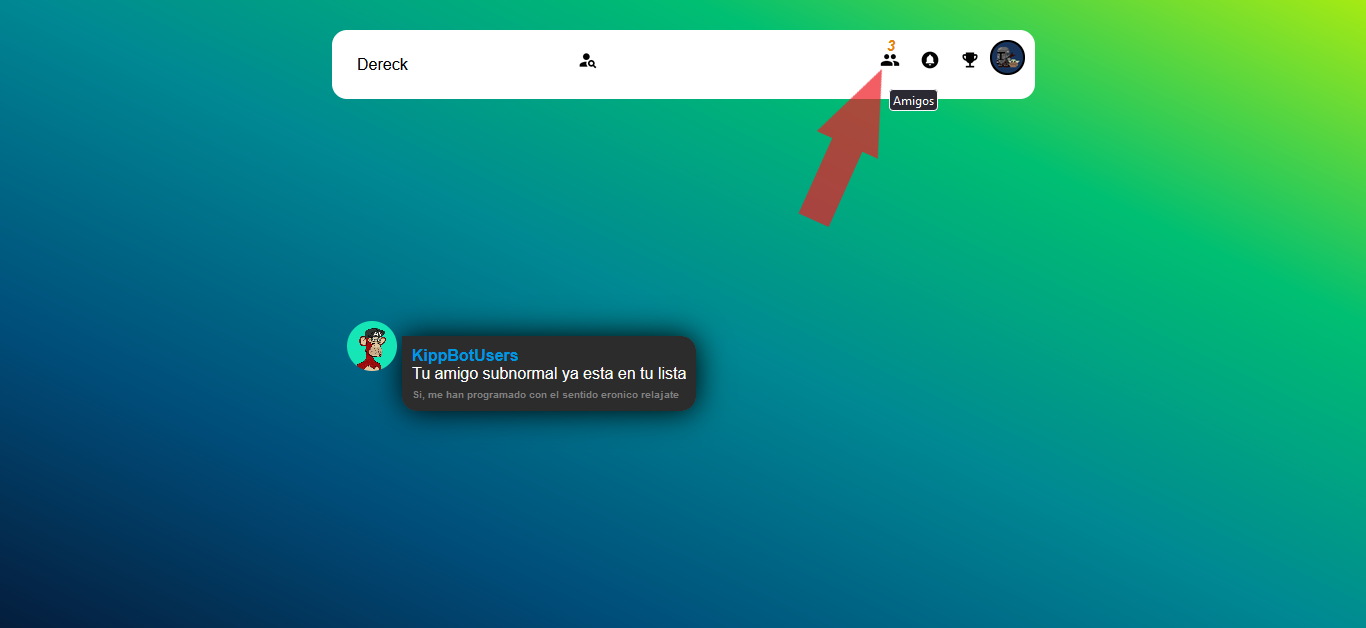 3
Dereck
Amigos
KippBotUsers
Tu amigo subnormal ya esta en tu lista
Si, me han programado con el sentido eronico relajate